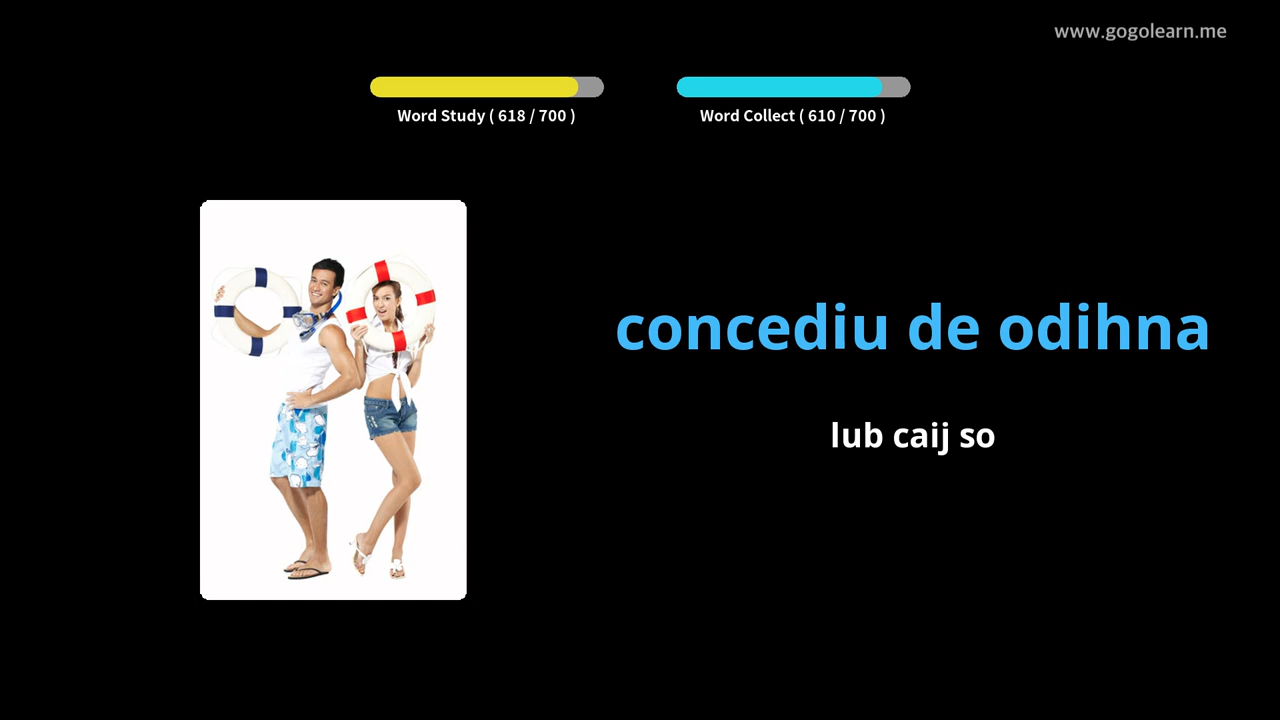 www.gogolearn.me
Word Study ( 618 / 700 )
Word Collect ( 610 / 700 )
concediu de odihna
lub caij so